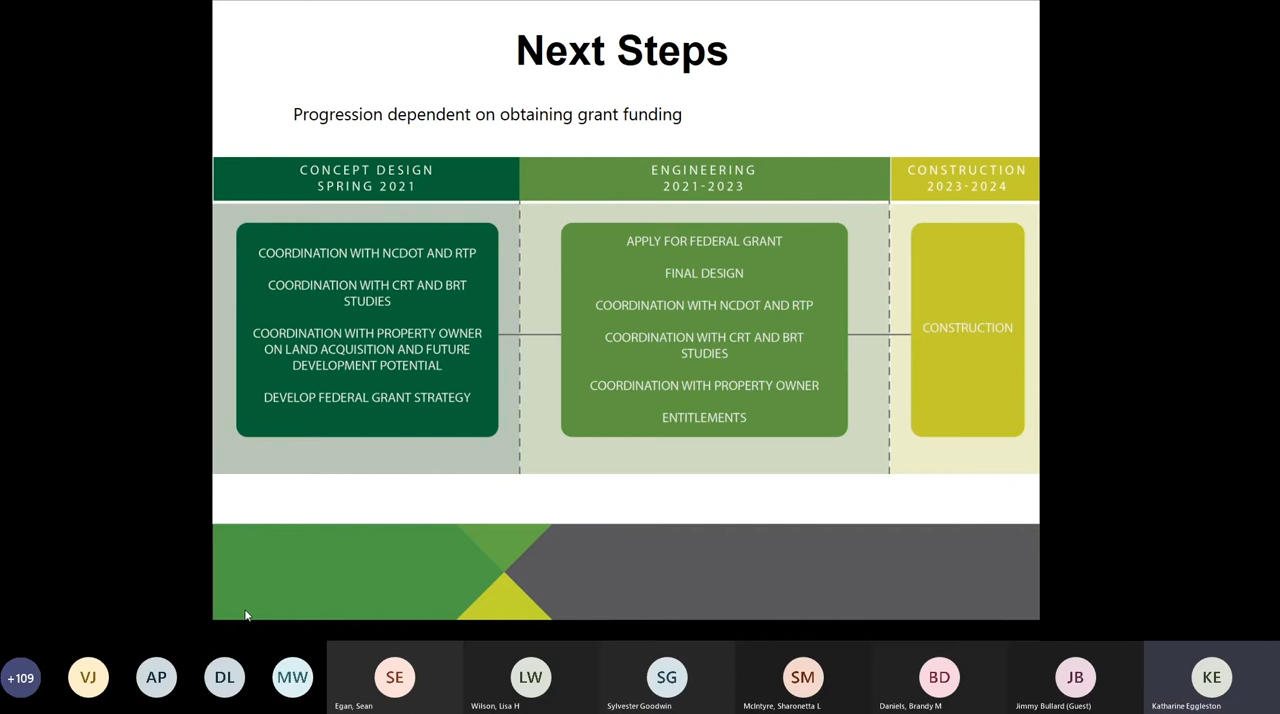 Next Steps
Progression dependent on obtaining grant funding
CONCEPT DESIGN
SPRING 2021
ENGINEERING
2021-2023
CONSTRUCTION
2023-2024
COORDINATION WITH NCDOT AND RTP
COORDINATION WITH CRT AND BRT
STUDIES
COORDINATION WITH PROPERTY OWNER
ON LAND ACQUISITION AND FUTURE
DEVELOPMENT POTENTIAL
DEVELOP FEDERAL GRANT STRATEGY
APPLY FOR FEDERAL GRANT
FINAL DESIGN
COORDINATION WITH NCDOT AND RTP
COORDINATION WITH CRT AND BRT
STUDIES
COORDINATION WITH PROPERTY OWNER
ENTITLEMENTS
CONSTRUCTION
+109
VJ
AP
DL
MW
SE
Egan, Sean
LW
Wilson, Lisa H
SG
Sylvester Goodwin
SM
McIntyre, Sharonetta L
BD
Daniels, Brandy M
JB
Jimmy Bullard (Guest)
KE
Katharine Eggleston